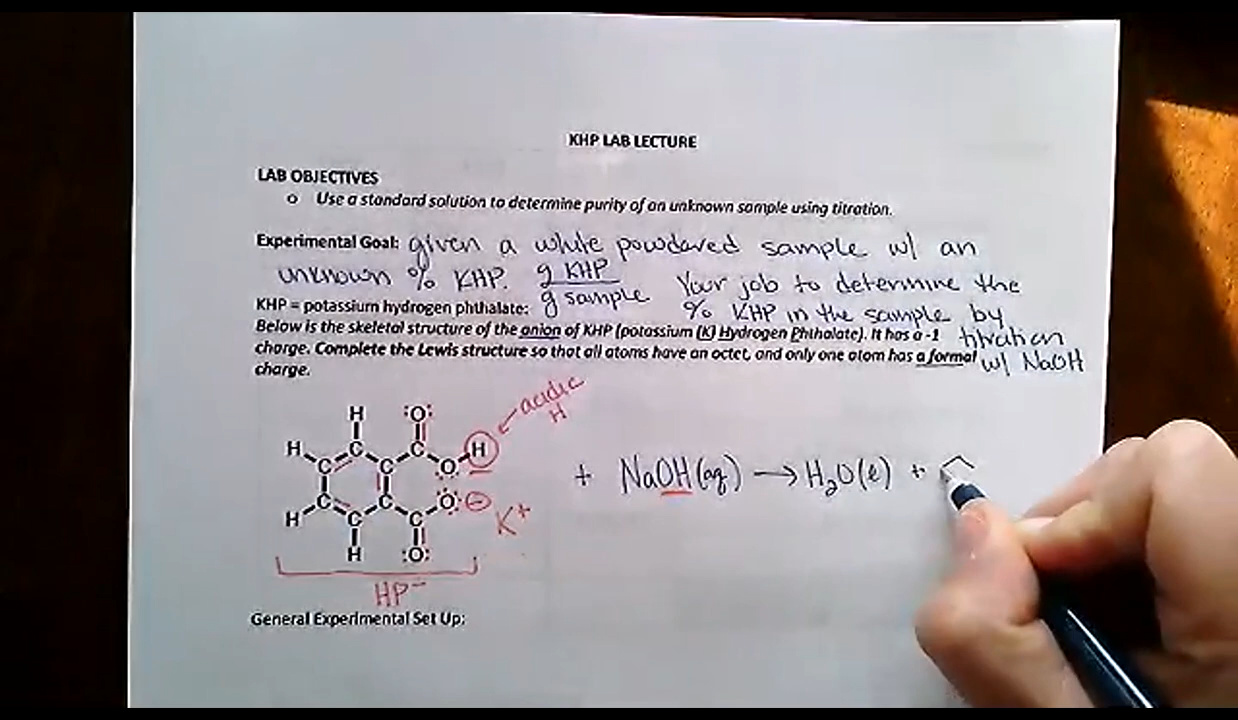 KHP LAB LECTURE
LAB OBJECTIVES
o Use a standard solution to determine purity of an unknown sample using titration.
Experimental Goal: given a white powdered sample w/ an
unknown % KHP. g KHP Your job to determine the
KHP = potassium hydrogen phthalate: g sample % KHP in the sample by
Below is the skeletal structure of the anion of KHP (potassium (K) Hydrogen Phthalate). It has a -1 titration
charge. Complete the Lewis structure so that all atoms have an octet, and only one atom has a formal w/ NaOH
charge.
acidic
H
H :O:
H C C O H
C C
C C O: ⊖ K+
H C C
H :O:
+ NaOH(aq) → H2O(l) +
HP−
General Experimental Set Up: